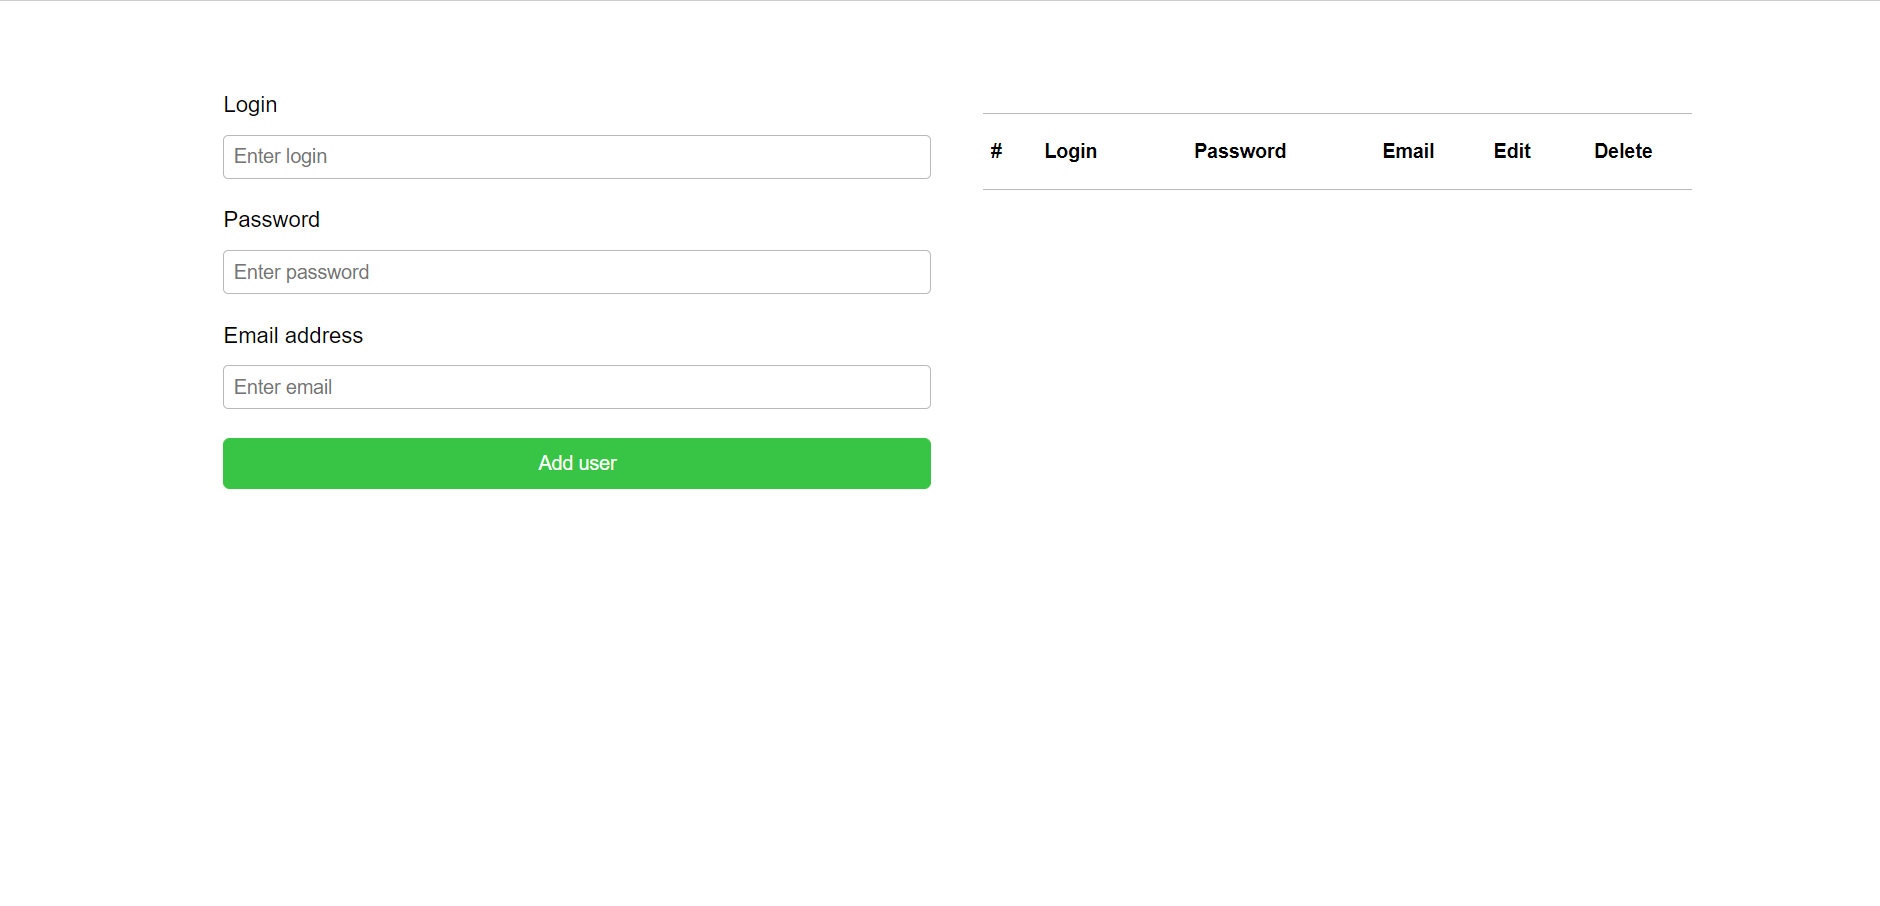 Login
Enter login
Password
Enter password
Email address
Enter email
Add user
# Login Password Email Edit Delete